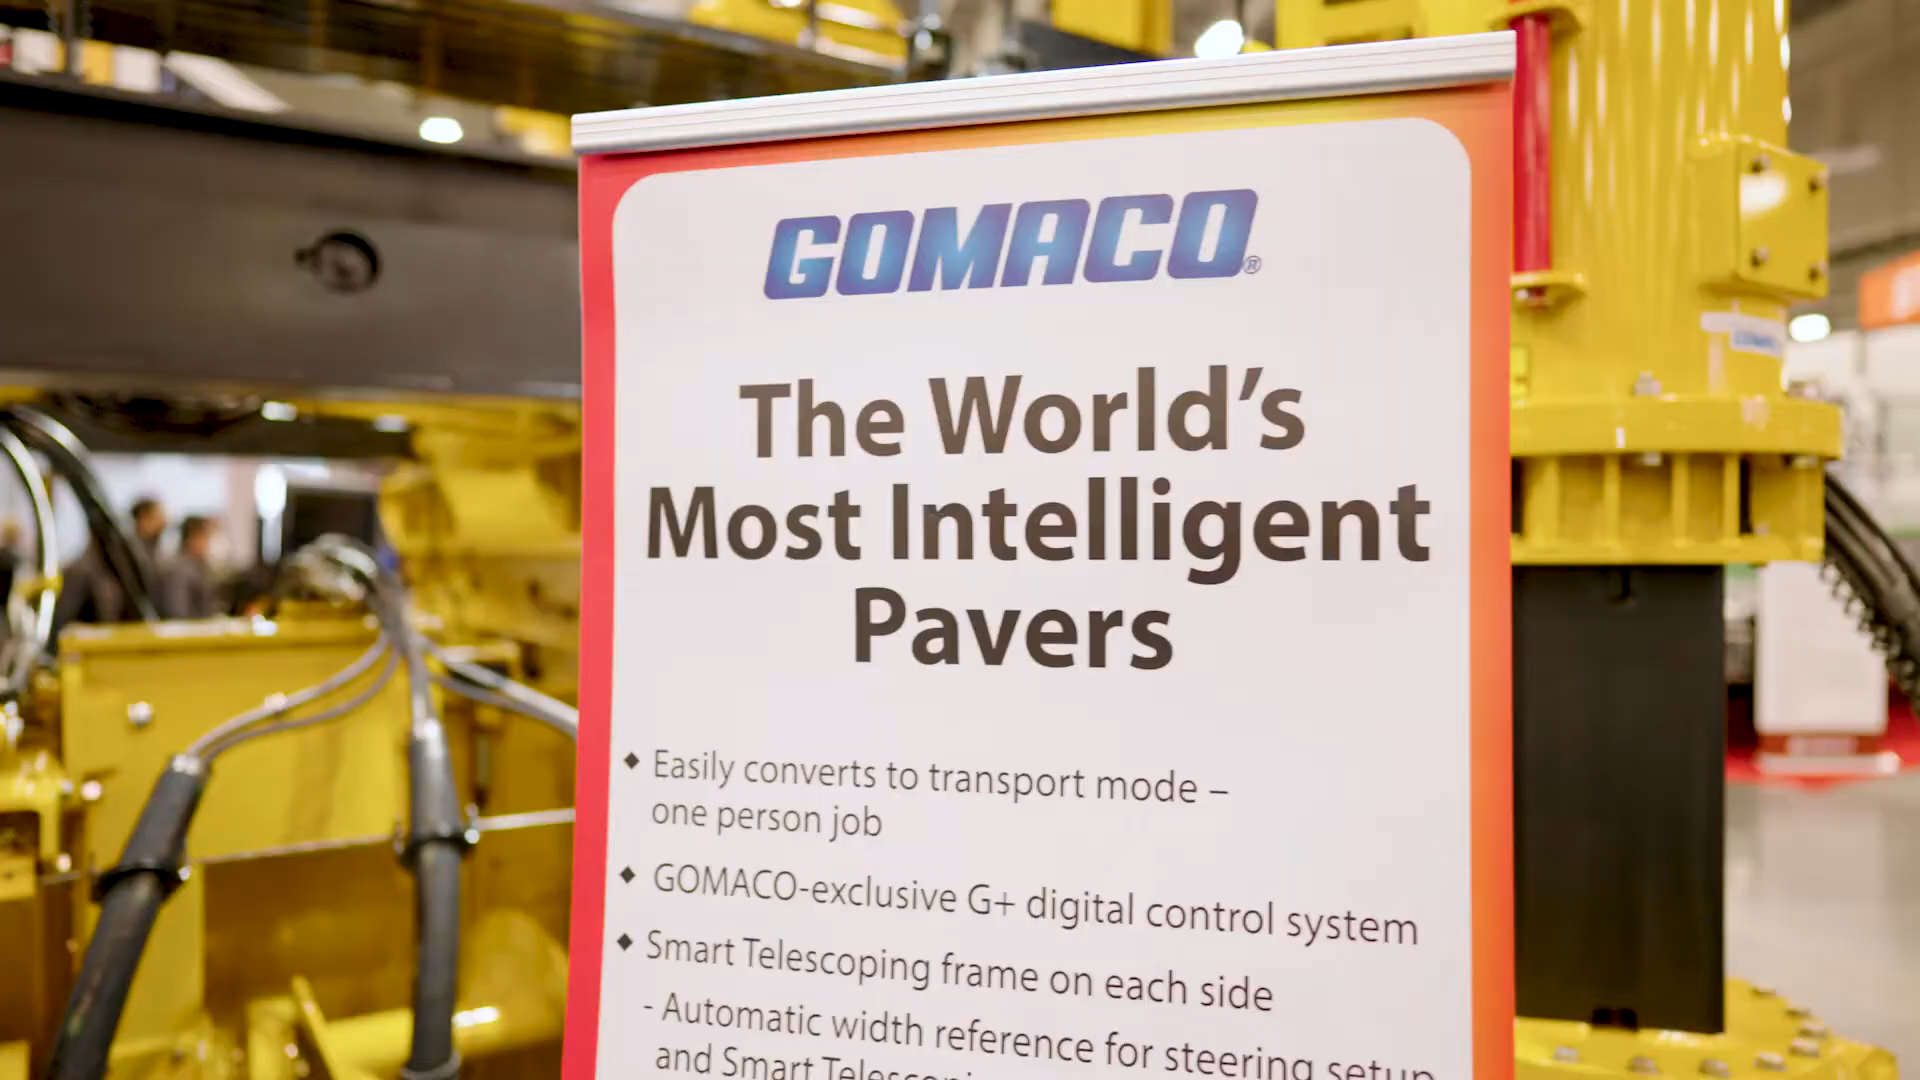 GOMACO®
The World's
Most Intelligent
Pavers
◆ Easily converts to transport mode –
one person job
◆ GOMACO-exclusive G+ digital control system
◆ Smart Telescoping frame on each side
- Automatic width reference for steering setup
and Smart